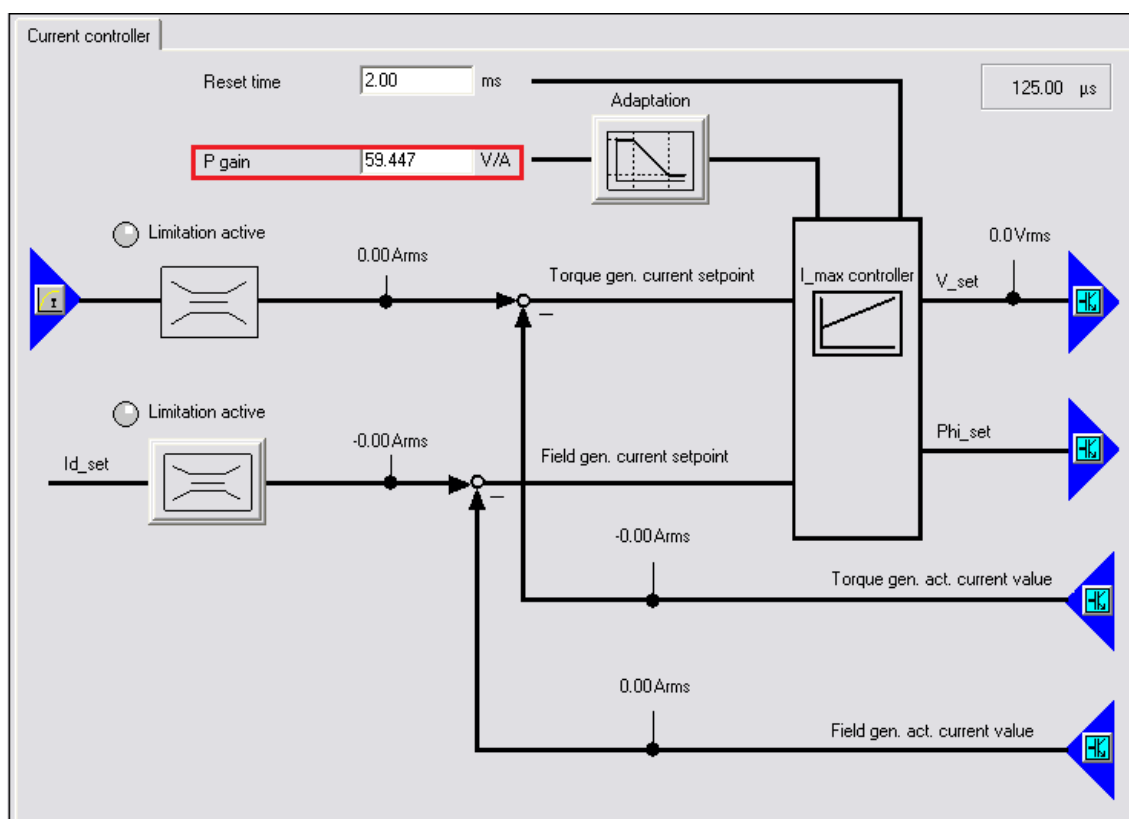 Current controller
Reset time 2.00 ms
125.00 µs
Adaptation
P gain 59.447 V/A
Limitation active
0.00Arms
0.0Vrms
Torque gen. current setpoint
I_max controller
V_set
Limitation active
-0.00Arms
Phi_set
Id_set
Field gen. current setpoint
-0.00Arms
Torque gen. act. current value
0.00Arms
Field gen. act. current value